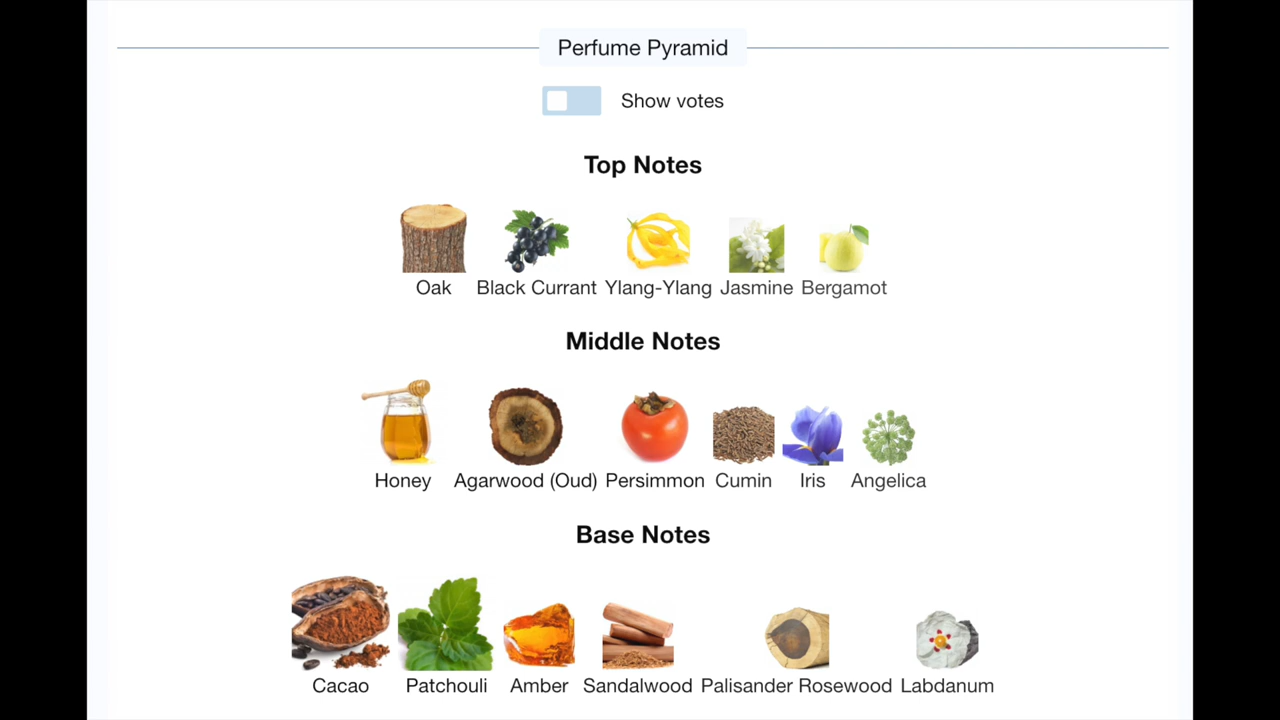 Perfume Pyramid
Show votes
Top Notes
Oak Black Currant Ylang-Ylang Jasmine Bergamot
Middle Notes
Honey Agarwood (Oud) Persimmon Cumin Iris Angelica
Base Notes
Cacao Patchouli Amber Sandalwood Palisander Rosewood Labdanum